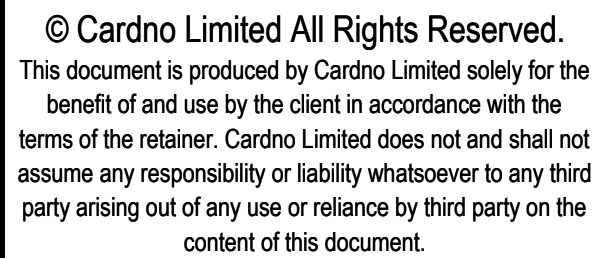 © Cardno Limited All Rights Reserved.
This document is produced by Cardno Limited solely for the
benefit of and use by the client in accordance with the
terms of the retainer. Cardno Limited does not and shall not
assume any responsibility or liability whatsoever to any third
party arising out of any use or reliance by third party on the
content of this document.